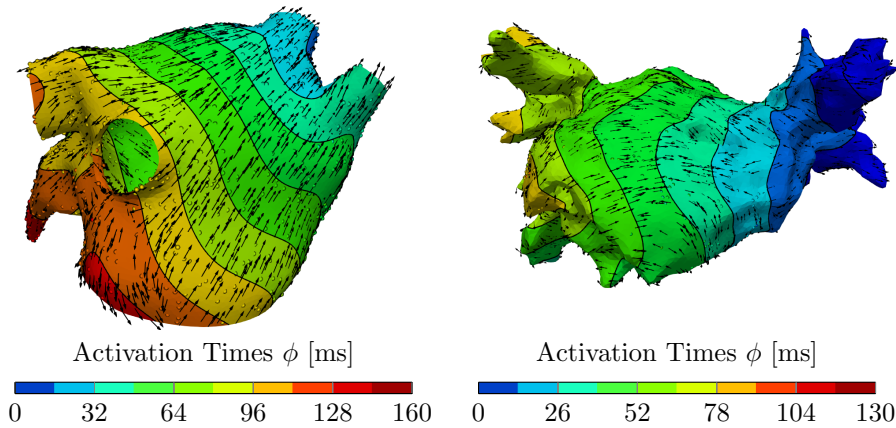 Activation Times ϕ [ms]
0 32 64 96 128 160
Activation Times ϕ [ms]
0 26 52 78 104 130